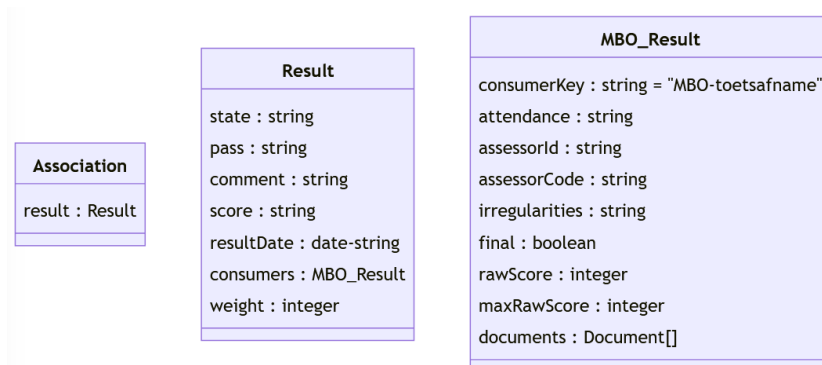 Association
result : Result
Result
state : string
pass : string
comment : string
score : string
resultDate : date-string
consumers : MBO_Result
weight : integer
MBO_Result
consumerKey : string = "MBO-toetsafname"
attendance : string
assessorId : string
assessorCode : string
irregularities : string
final : boolean
rawScore : integer
maxRawScore : integer
documents : Document[]